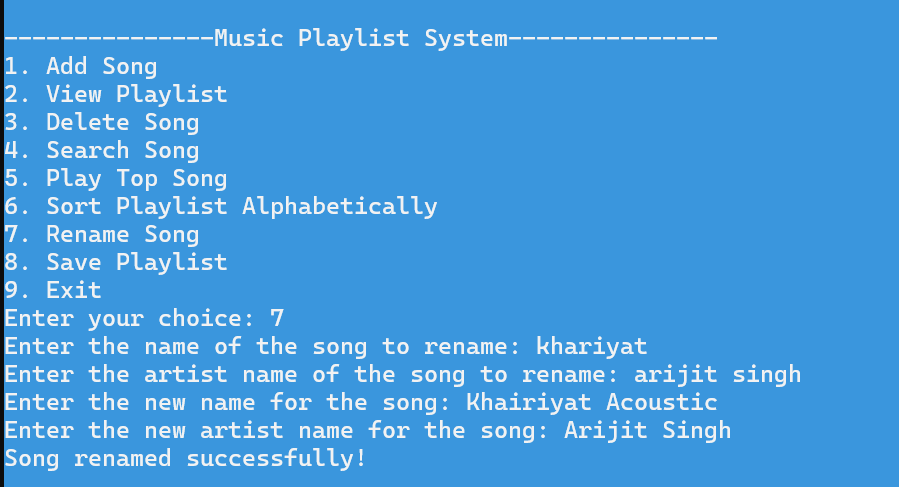 ---------------Music Playlist System---------------
1. Add Song
2. View Playlist
3. Delete Song
4. Search Song
5. Play Top Song
6. Sort Playlist Alphabetically
7. Rename Song
8. Save Playlist
9. Exit
Enter your choice: 7
Enter the name of the song to rename: khariyat
Enter the artist name of the song to rename: arijit singh
Enter the new name for the song: Khairiyat Acoustic
Enter the new artist name for the song: Arijit Singh
Song renamed successfully!